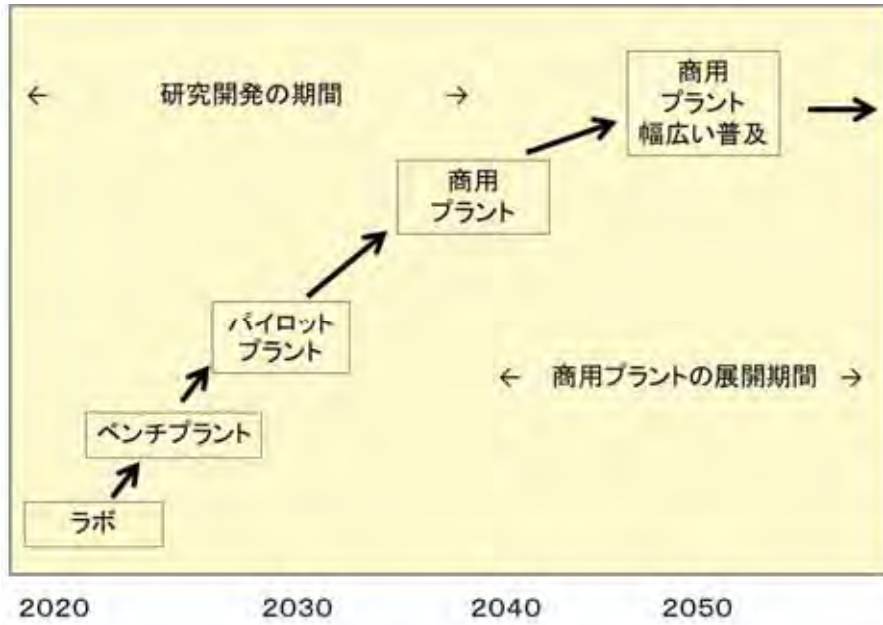 ← 研究開発の期間 →
商用
プラント
幅広い普及
商用
プラント
パイロット
プラント
← 商用プラントの展開期間 →
ベンチプラント
ラボ
2020 2030 2040 2050